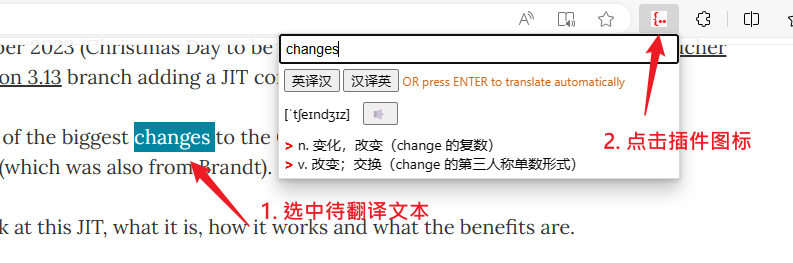 A))
ber 2023 (Christmas Day to be
changes
cher
on 3.13 branch adding a JIT co
英译汉 汉译英 OR press ENTER to translate automatically
[ˈtʃeɪndʒɪz]
of the biggest changes to the C
> n. 变化，改变（change 的复数）
2. 点击插件图标
(which was also from Brandt).
> v. 改变；交换（change 的第三人称单数形式）
1. 选中待翻译文本
k at this JIT, what it is, how it works and what the benefits are.